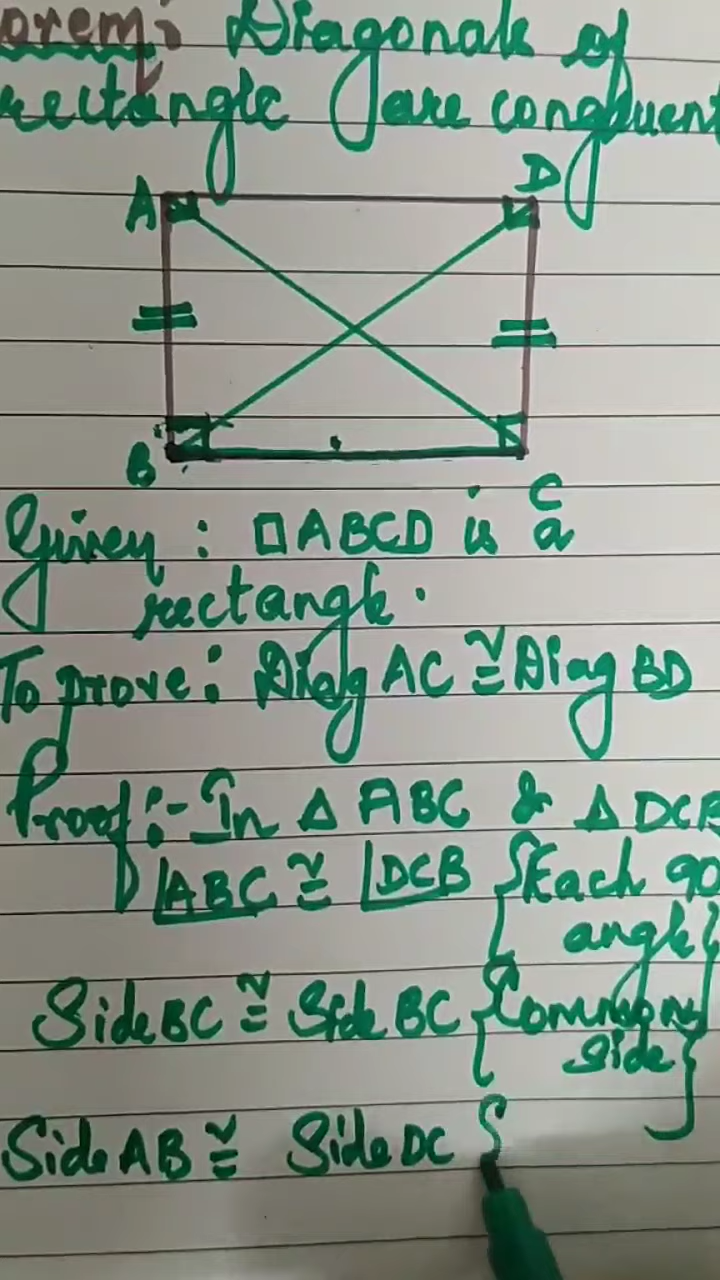 orem: Diagonals of
rectangle are congruent
A D
B C
Given: □ABCD is a
rectangle.
To prove: Diag AC ≅ Diag BD
Proof:- In △ ABC & △ DCB
∠ABC ≅ ∠DCB {Each 90
angle}
Side BC ≅ Side BC {Common
side}
Side AB ≅ Side DC {